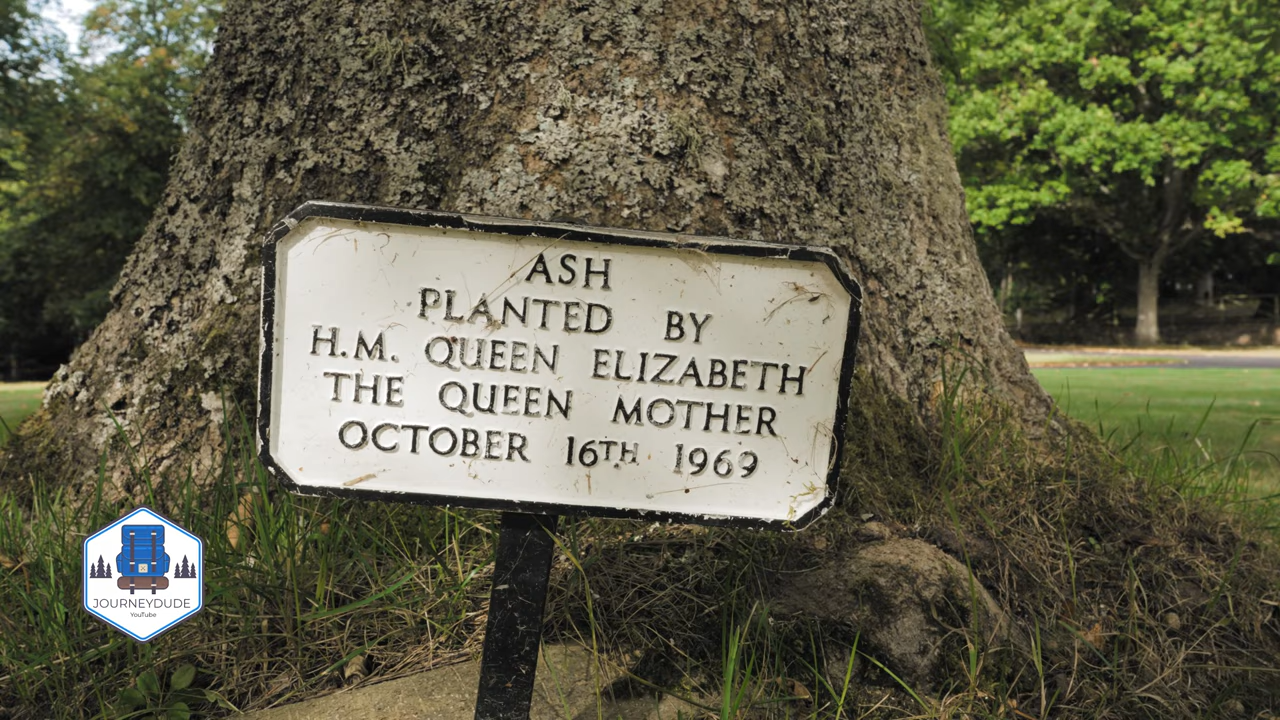 ASH
PLANTED BY
H.M. QUEEN ELIZABETH
THE QUEEN MOTHER
OCTOBER 16TH 1969
JOURNEYDUDE
YouTube